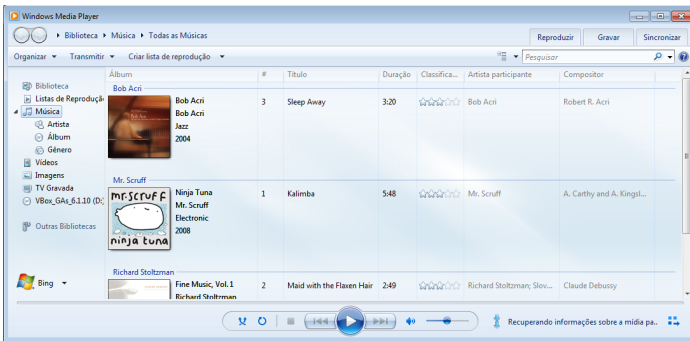 Windows Media Player
Biblioteca Música Todas as Músicas
Reproduzir Gravar Sincronizar
Organizar Transmitir Criar lista de reprodução
Pesquisar
Álbum # Título Duração Classifica... Artista participante Compositor
Biblioteca
Listas de Reprodução
Música
Artista
Álbum
Gênero
Vídeos
Imagens
TV Gravada
VBox_GAs_6.1.10 (D:)
Outras Bibliotecas
Bing
Bob Acri
Bob Acri 3 Sleep Away 3:20 Bob Acri Robert R. Acri
Bob Acri
Jazz
2004
Mr. Scruff
mr.scruff
ninja tuna
Ninja Tuna 1 Kalimba 5:48 Mr. Scruff A. Carthy and A. Kingsl...
Mr. Scruff
Electronic
2008
Richard Stoltzman
Fine Music, Vol. 1 2 Maid with the Flaxen Hair 2:49 Richard Stoltzman; Slov... Claude Debussy
Richard Stoltzman
Recuperando informações sobre a mídia pa..